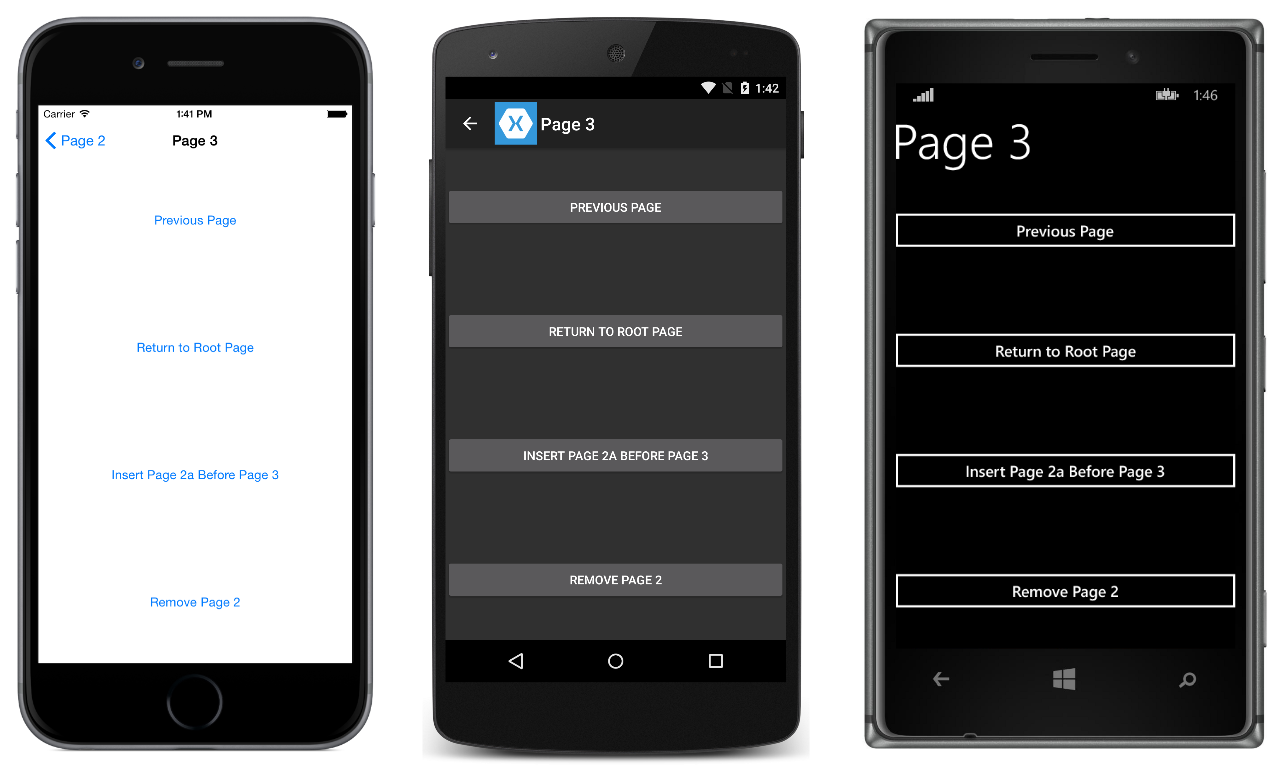 Carrier 1:41 PM
Page 2 Page 3
Previous Page
Return to Root Page
Insert Page 2a Before Page 3
Remove Page 2
1:42
Page 3
PREVIOUS PAGE
RETURN TO ROOT PAGE
INSERT PAGE 2A BEFORE PAGE 3
REMOVE PAGE 2
1:46
Page 3
Previous Page
Return to Root Page
Insert Page 2a Before Page 3
Remove Page 2